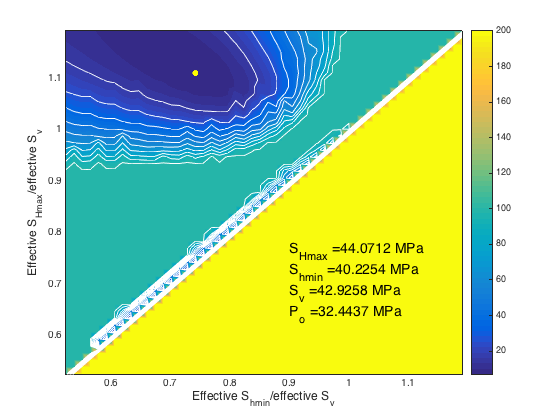 200
180
160
140
120
100
80
60
40
20
1.1
1
0.9
0.8
0.7
0.6
Effective S_Hmax/effective S_v
S_Hmax =44.0712 MPa
S_hmin =40.2254 MPa
S_v =42.9258 MPa
P_o =32.4437 MPa
0.6 0.7 0.8 0.9 1 1.1
Effective S_hmin/effective S_v